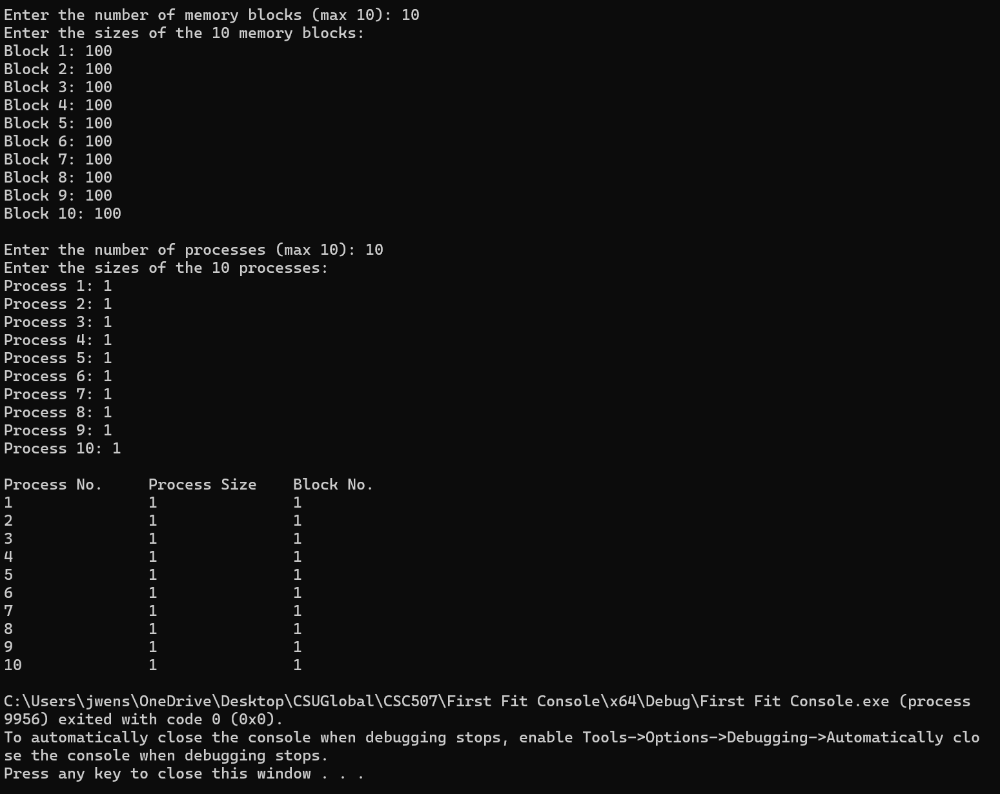 Enter the number of memory blocks (max 10): 10
Enter the sizes of the 10 memory blocks:
Block 1: 100
Block 2: 100
Block 3: 100
Block 4: 100
Block 5: 100
Block 6: 100
Block 7: 100
Block 8: 100
Block 9: 100
Block 10: 100

Enter the number of processes (max 10): 10
Enter the sizes of the 10 processes:
Process 1: 1
Process 2: 1
Process 3: 1
Process 4: 1
Process 5: 1
Process 6: 1
Process 7: 1
Process 8: 1
Process 9: 1
Process 10: 1

Process No.     Process Size    Block No.
1               1               1
2               1               1
3               1               1
4               1               1
5               1               1
6               1               1
7               1               1
8               1               1
9               1               1
10              1               1

C:\Users\jwens\OneDrive\Desktop\CSUGlobal\CSC507\First Fit Console\x64\Debug\First Fit Console.exe (process
9956) exited with code 0 (0x0).
To automatically close the console when debugging stops, enable Tools->Options->Debugging->Automatically clo
se the console when debugging stops.
Press any key to close this window . . .